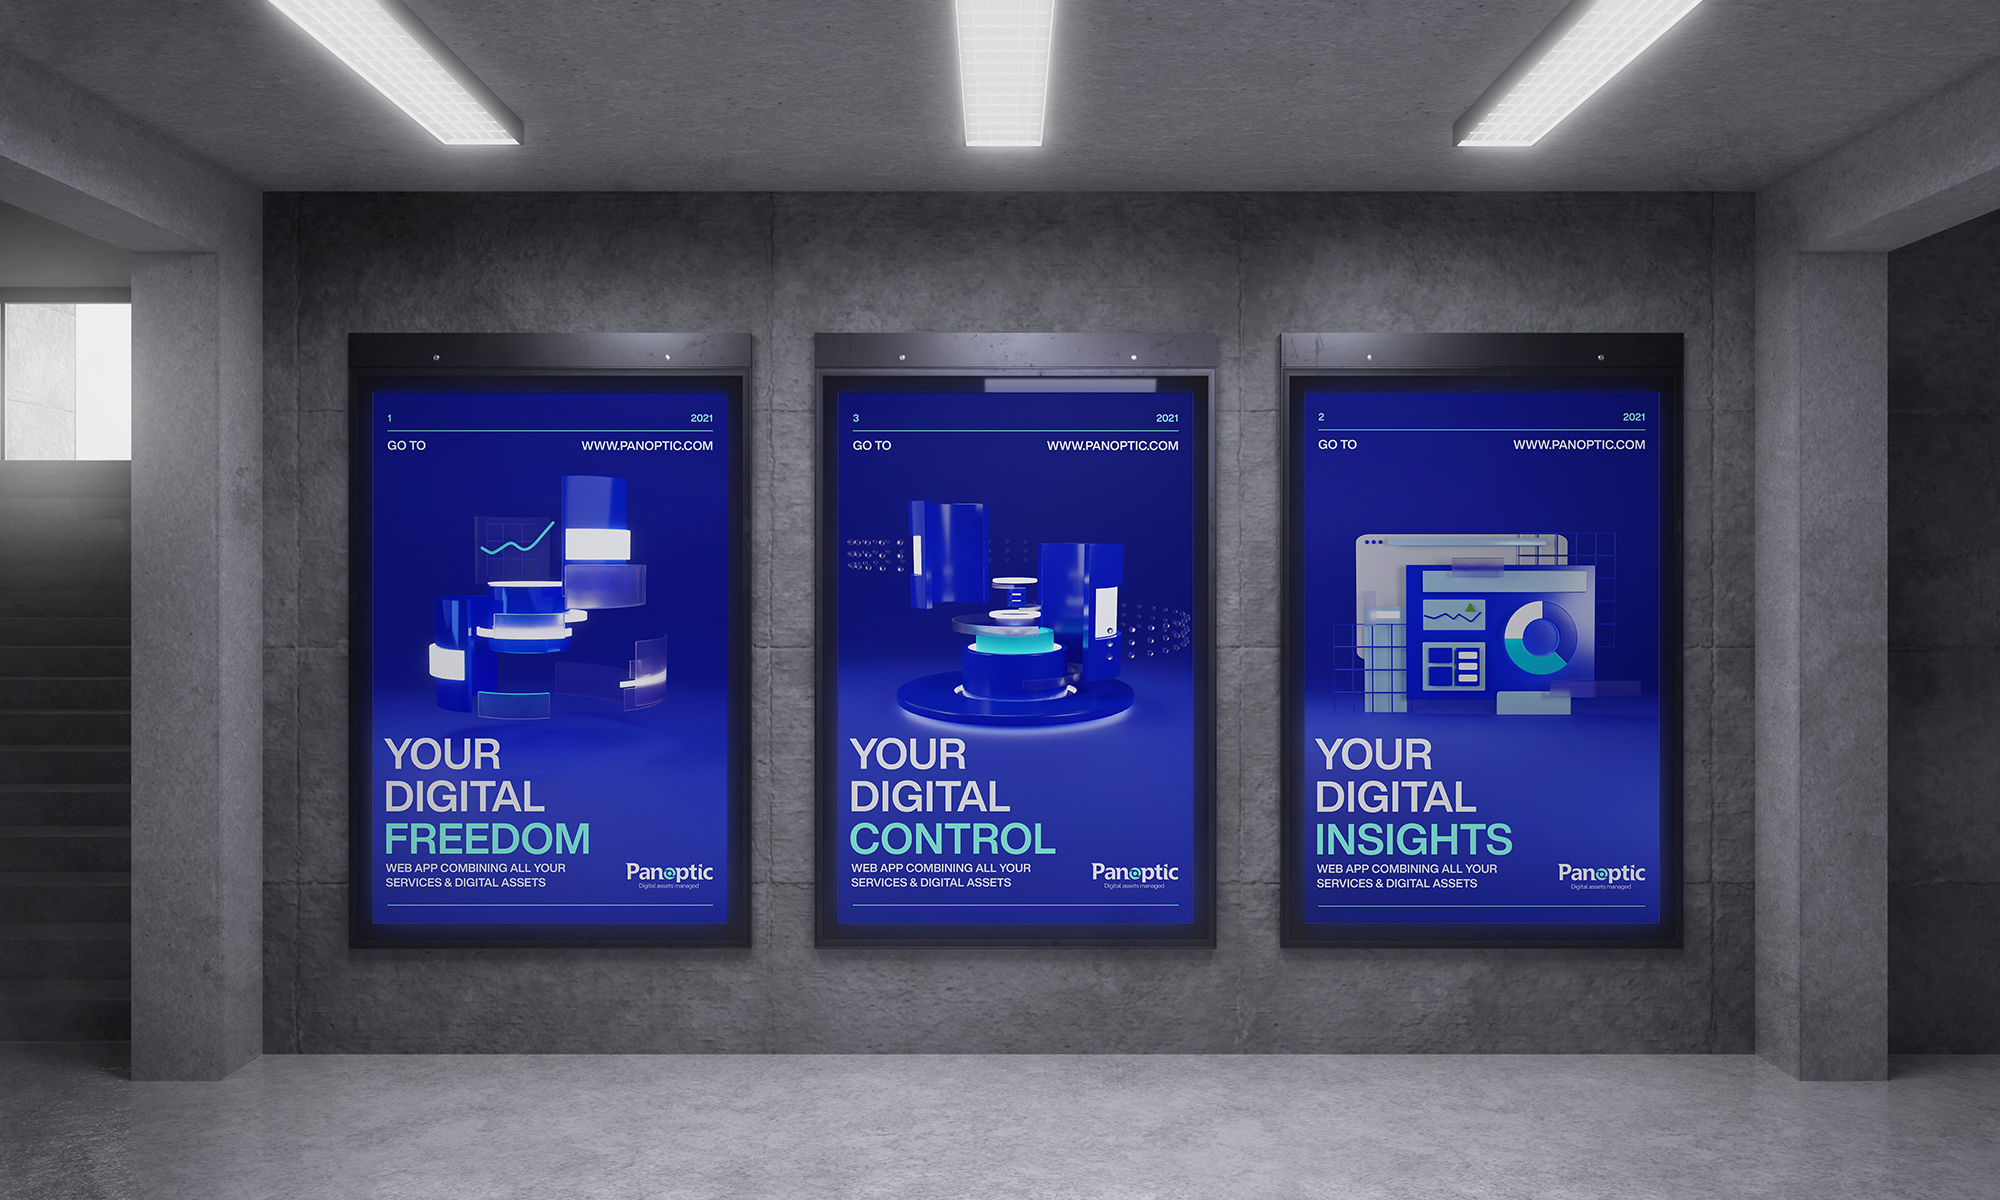 1 2021
GO TO WWW.PANOPTIC.COM
YOUR
DIGITAL
FREEDOM
WEB APP COMBINING ALL YOUR
SERVICES & DIGITAL ASSETS
Panoptic
Digital assets managed
3 2021
GO TO WWW.PANOPTIC.COM
YOUR
DIGITAL
CONTROL
WEB APP COMBINING ALL YOUR
SERVICES & DIGITAL ASSETS
Panoptic
Digital assets managed
2 2021
GO TO WWW.PANOPTIC.COM
YOUR
DIGITAL
INSIGHTS
WEB APP COMBINING ALL YOUR
SERVICES & DIGITAL ASSETS
Panoptic
Digital assets managed